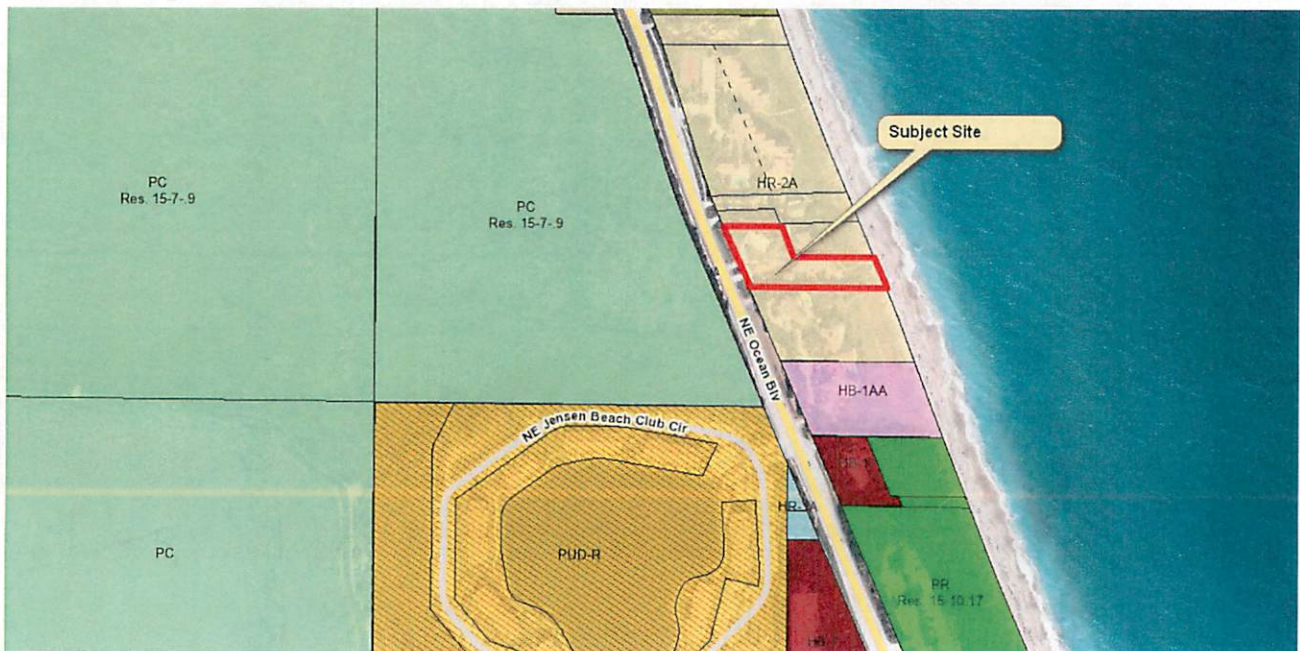 Subject Site
HR-2A
PC
Res. 15-7-.9
PC
Res. 15-7-.9
NE Ocean Blv
HB-1AA
NE Jensen Beach Club Cir
PC
PUD-R
PR
Res. 15-10.17